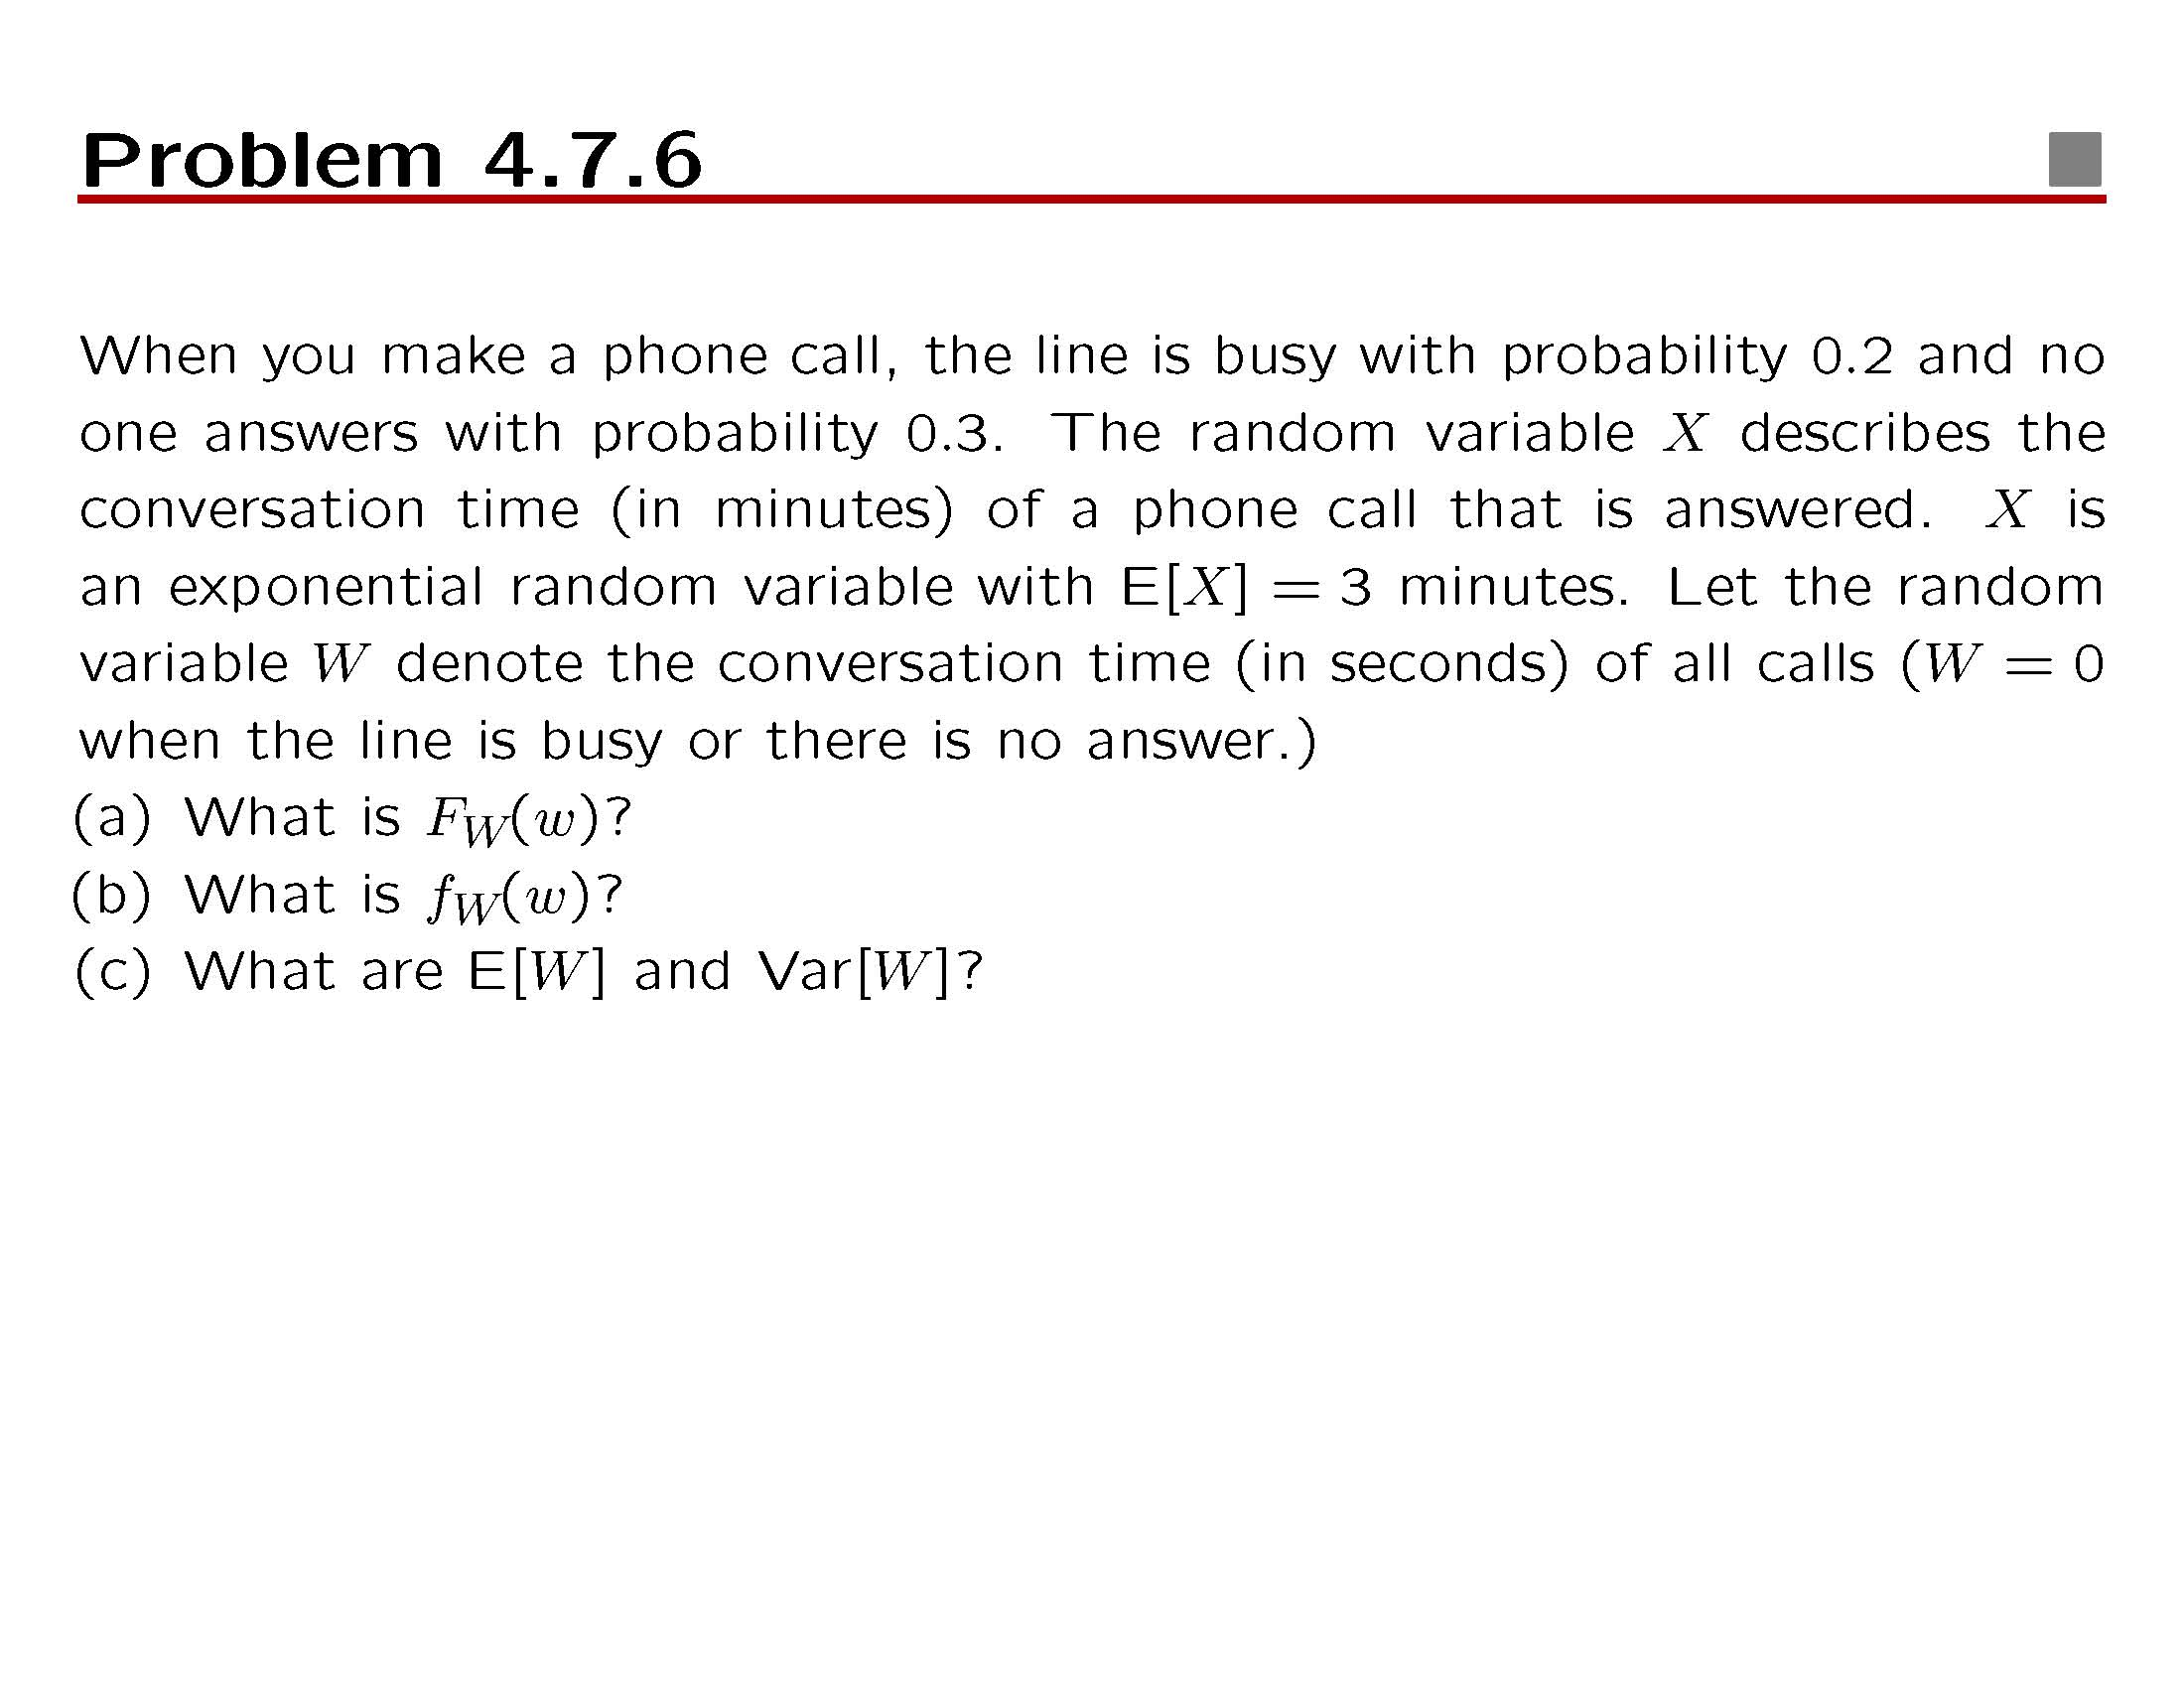 Problem 4.7.6
When you make a phone call, the line is busy with probability 0.2 and no
one answers with probability 0.3. The random variable X describes the
conversation time (in minutes) of a phone call that is answered. X is
an exponential random variable with E[X] = 3 minutes. Let the random
variable W denote the conversation time (in seconds) of all calls (W = 0
when the line is busy or there is no answer.)
(a) What is F_W(w)?
(b) What is f_W(w)?
(c) What are E[W] and Var[W]?